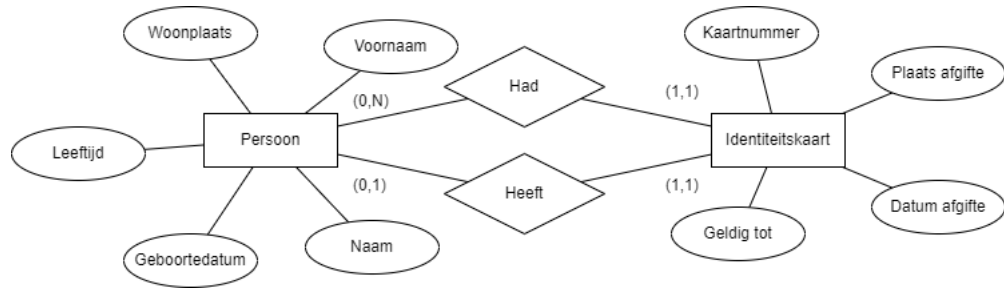 Woonplaats
Voornaam
Kaartnummer
Plaats afgifte
Had
(0,N)
(1,1)
Persoon
Identiteitskaart
Leeftijd
(0,1)
Heeft
(1,1)
Datum afgifte
Geboortedatum
Naam
Geldig tot